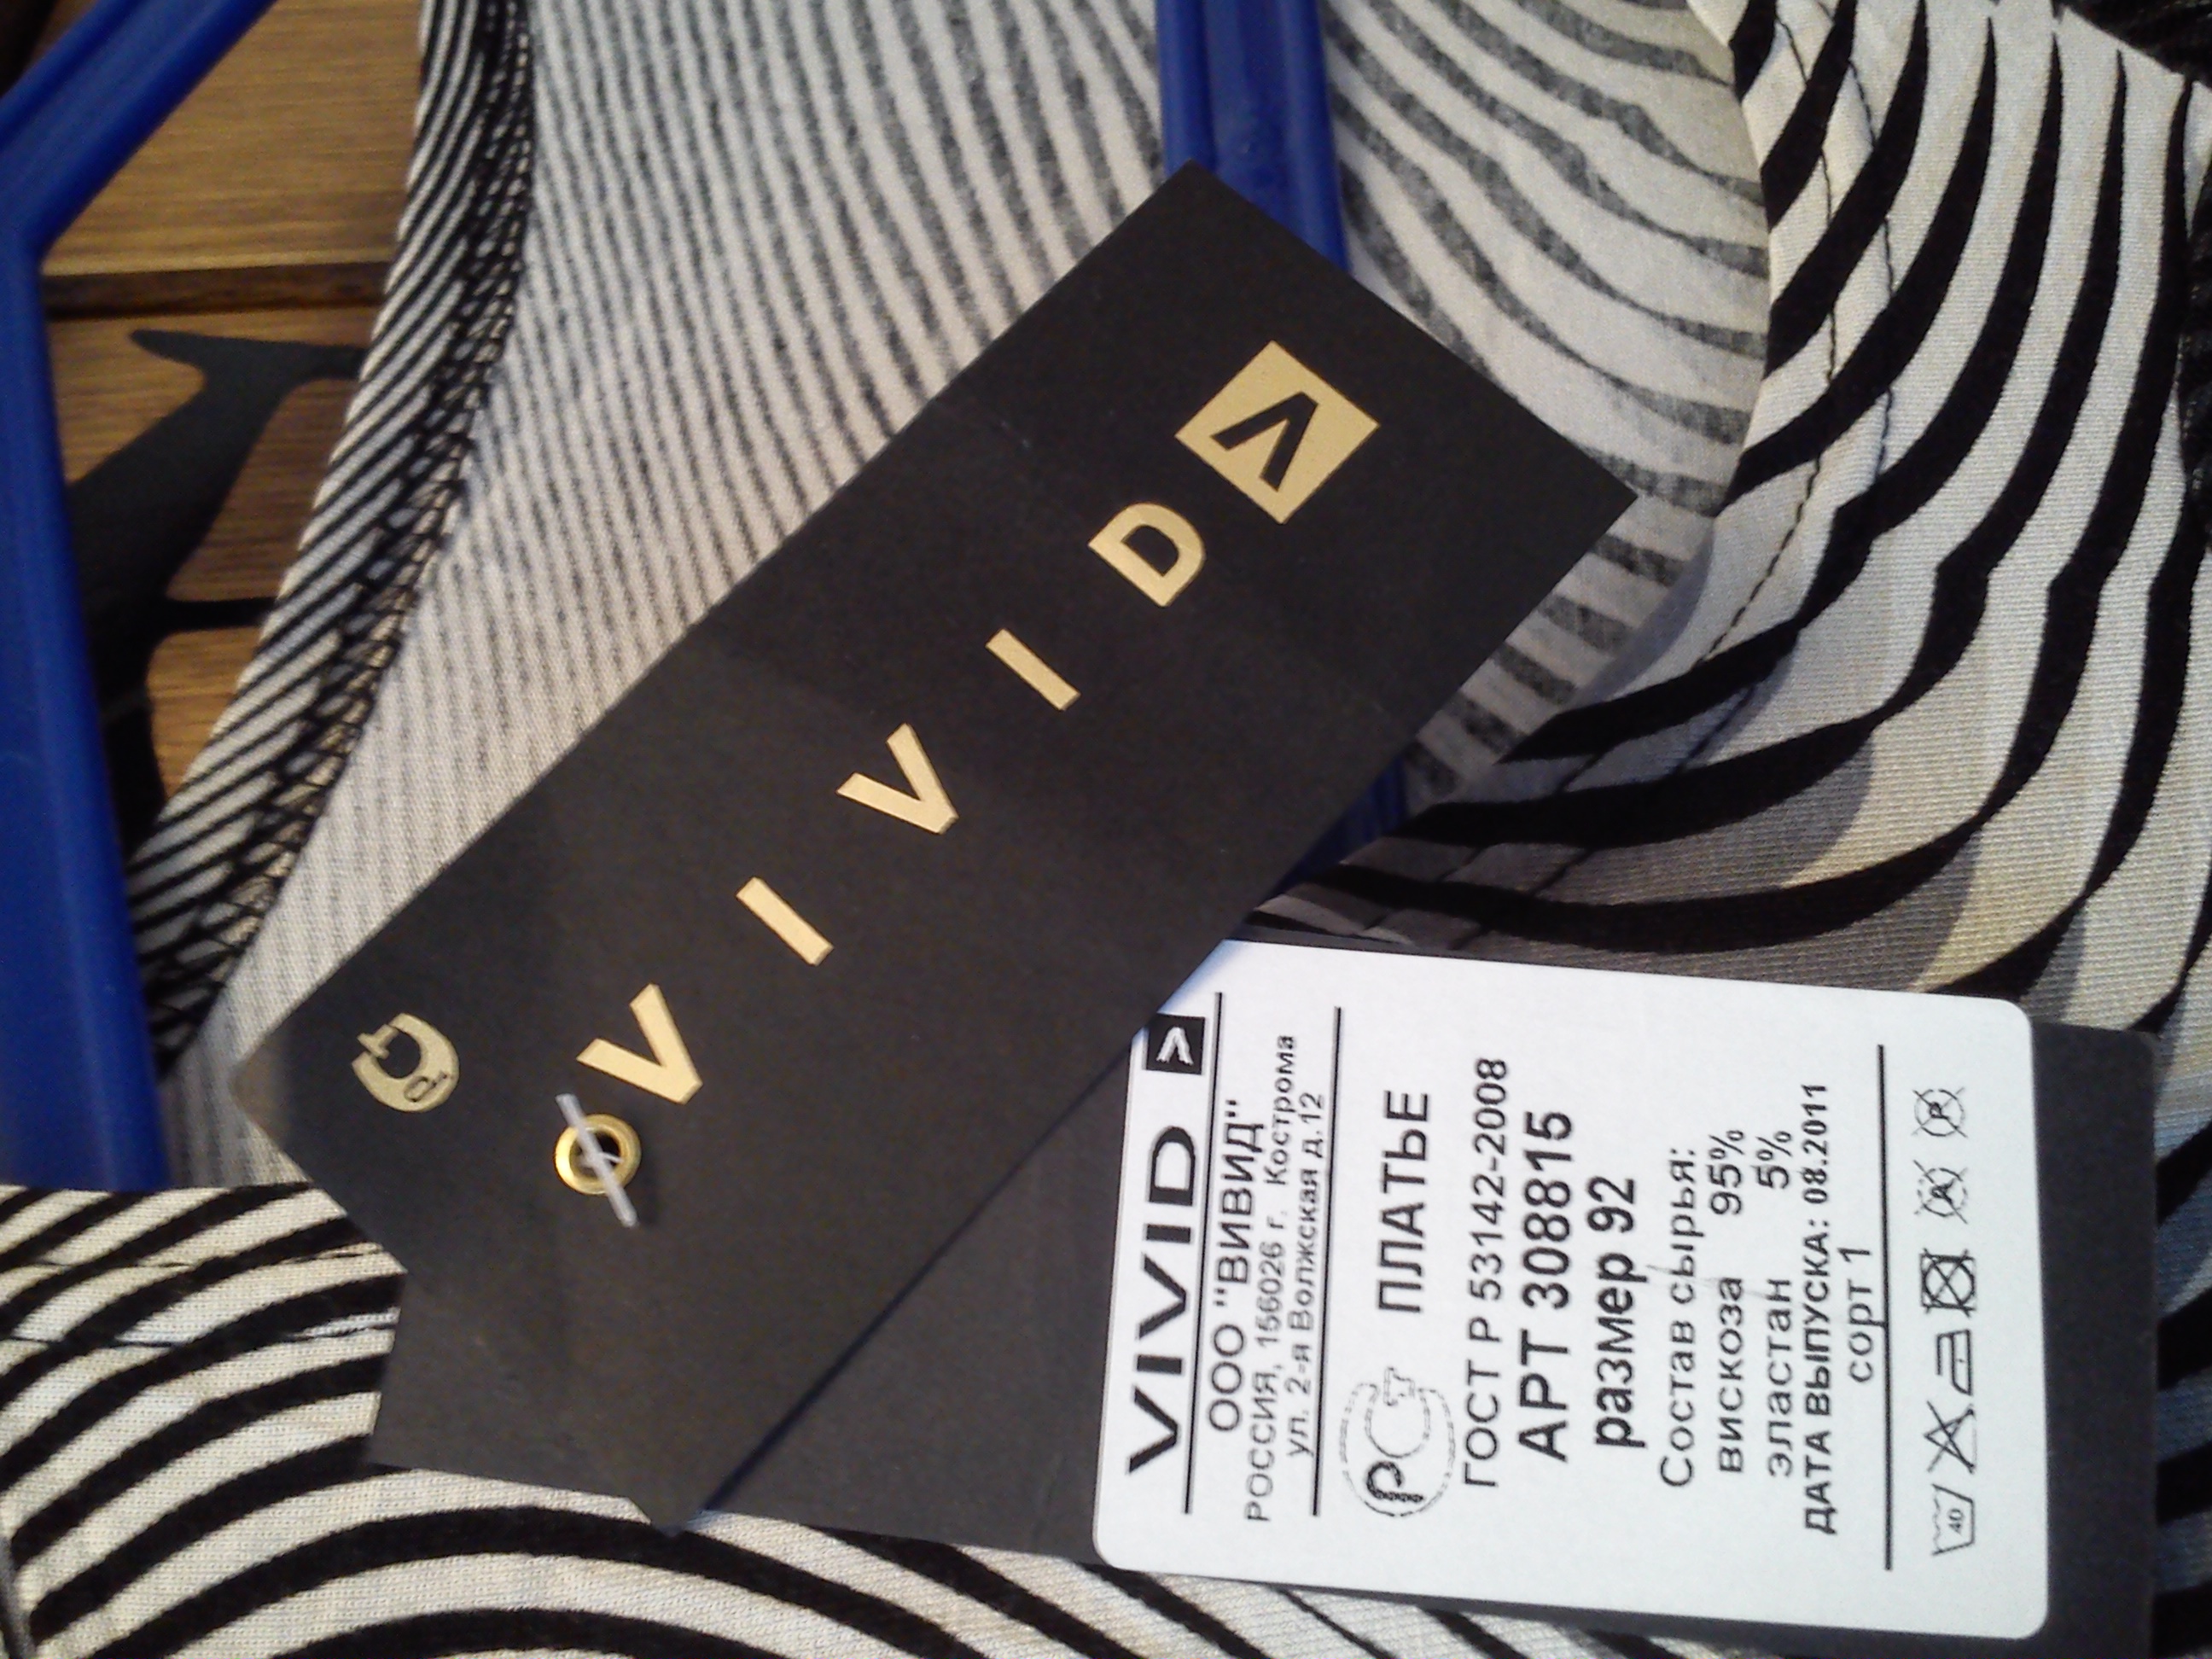 VIVID
VIVID
ООО "ВИВИД"
РОССИЯ, 156026 г. Кострома
ул. 2-я Волжская д.12
ПЛАТЬЕ
ГОСТ Р 53142-2008
АРТ 308815
размер 92
Состав сырья:
вискоза 95%
эластан 5%
ДАТА ВЫПУСКА: 08.2011
сорт 1
40